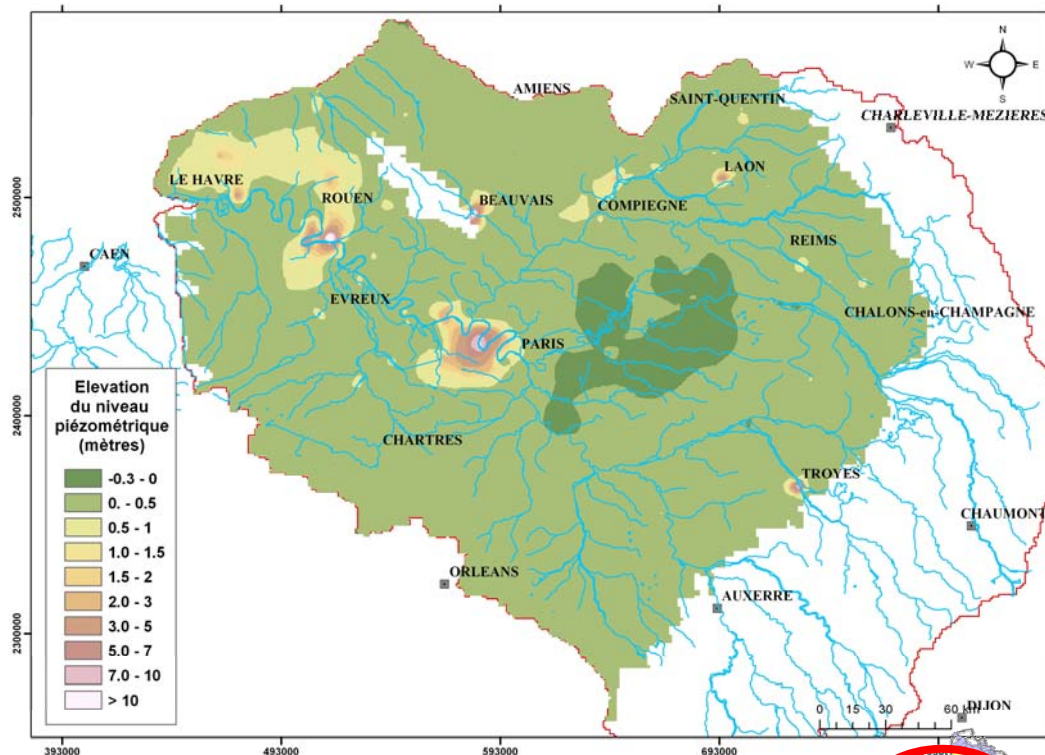 N
W E
S
AMIENS
SAINT-QUENTIN
CHARLEVILLE-MEZIERES
LAON
LE HAVRE
ROUEN
BEAUVAIS
COMPIEGNE
REIMS
CAEN
EVREUX
CHALONS-en-CHAMPAGNE
PARIS
CHARTRES
TROYES
CHAUMONT
ORLEANS
AUXERRE
DIJON
Elevation
du niveau
piézométrique
(mètres)
-0.3 - 0
0. - 0.5
0.5 - 1
1.0 - 1.5
1.5 - 2
2.0 - 3
3.0 - 5
5.0 - 7
7.0 - 10
> 10
0 15 30 60 km
2500000
2400000
2300000
393000 493000 593000 693000